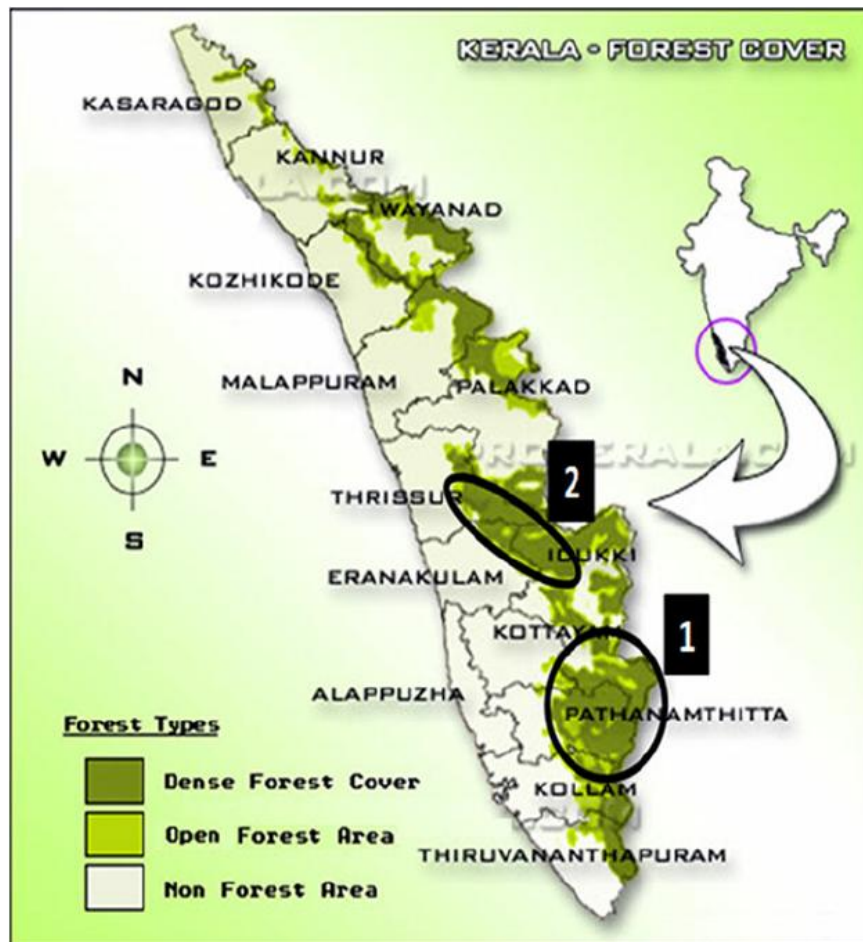 KERALA - FOREST COVER
KASARAGOD
KANNUR
WAYANAD
KOZHIKODE
MALAPPURAM
PALAKKAD
N
W E
S
2
THRISSUR
IDUKKI
ERANAKULAM
1
KOTTAYAM
ALAPPUZHA
PATHANAMTHITTA
KOLLAM
THIRUVANANTHAPURAM
Forest Types
Dense Forest Cover
Open Forest Area
Non Forest Area